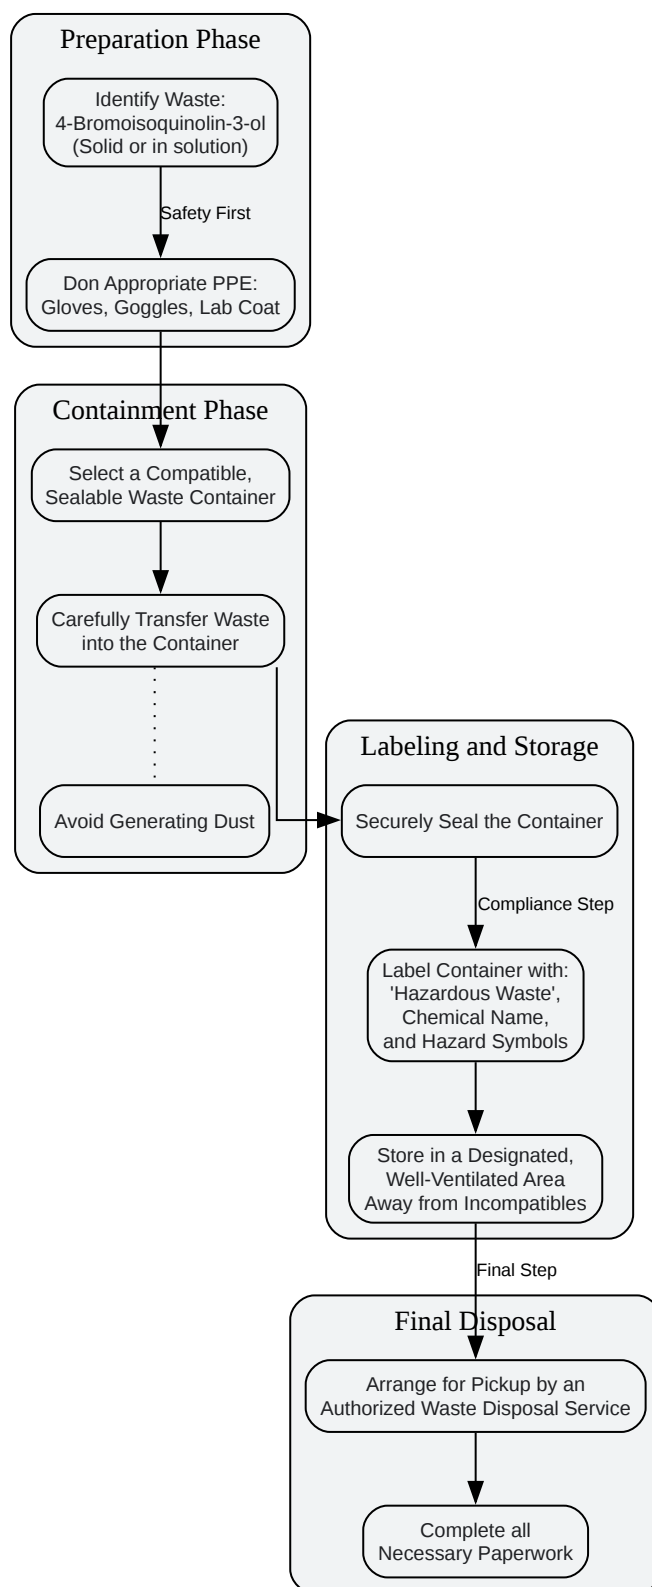 Preparation Phase
Identify Waste:
4-Bromoisoquinolin-3-ol
(Solid or in solution)
Safety First
Don Appropriate PPE:
Gloves, Goggles, Lab Coat
Containment Phase
Select a Compatible,
Sealable Waste Container
Carefully Transfer Waste
into the Container
Avoid Generating Dust
Labeling and Storage
Securely Seal the Container
Compliance Step
Label Container with:
'Hazardous Waste',
Chemical Name,
and Hazard Symbols
Store in a Designated,
Well-Ventilated Area
Away from Incompatibles
Final Step
Final Disposal
Arrange for Pickup by an
Authorized Waste Disposal Service
Complete all
Necessary Paperwork